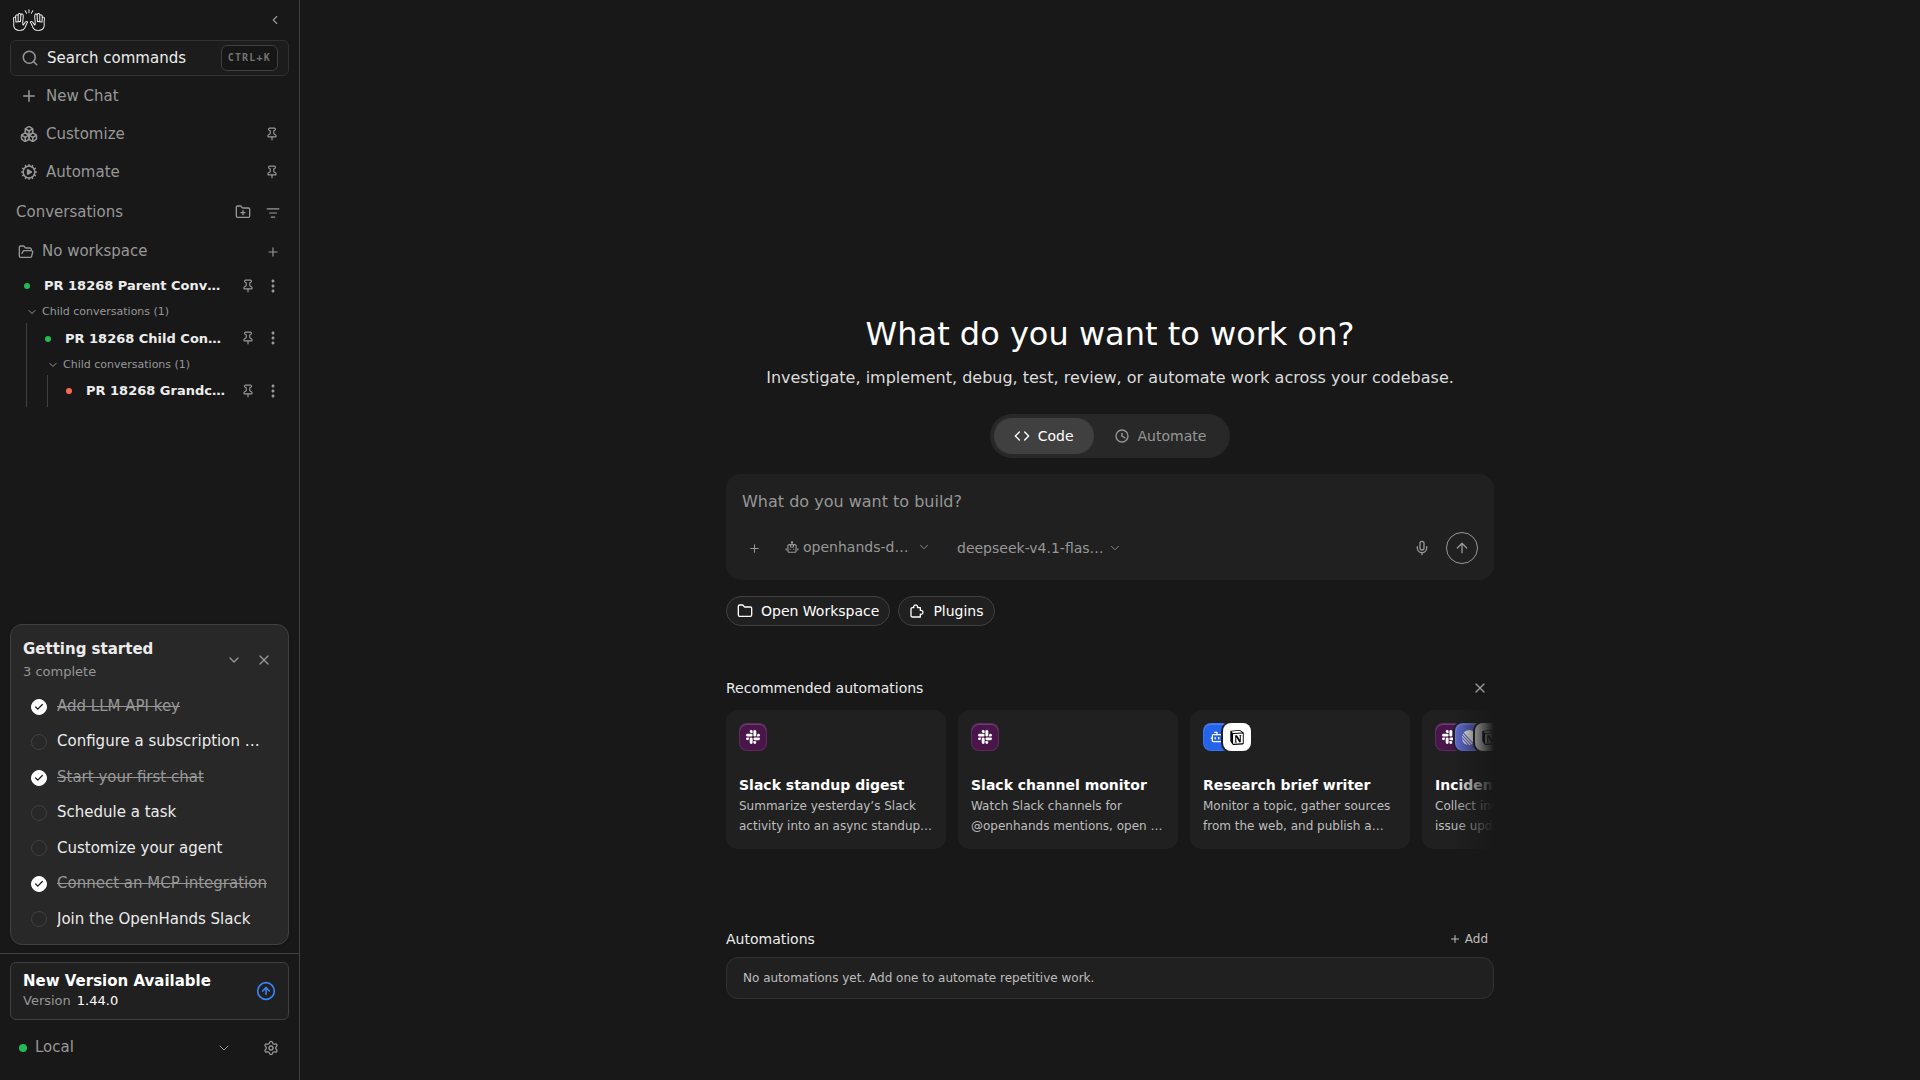 Search commands
CTRL+K
New Chat
Customize
Automate
Conversations
No workspace
PR 18268 Parent Conv...
Child conversations (1)
PR 18268 Child Con...
Child conversations (1)
PR 18268 Grandc...
Getting started
3 complete
Add LLM API key
Configure a subscription ...
Start your first chat
Schedule a task
Customize your agent
Connect an MCP integration
Join the OpenHands Slack
New Version Available
Version 1.44.0
Local
What do you want to work on?
Investigate, implement, debug, test, review, or automate work across your codebase.
Code
Automate
What do you want to build?
openhands-d...
deepseek-v4.1-flas...
Open Workspace
Plugins
Recommended automations
Slack standup digest
Summarize yesterday’s Slack
activity into an async standup...
Slack channel monitor
Watch Slack channels for
@openhands mentions, open ...
Research brief writer
Monitor a topic, gather sources
from the web, and publish a...
Inciden
Collect in
issue upd
Automations
Add
No automations yet. Add one to automate repetitive work.